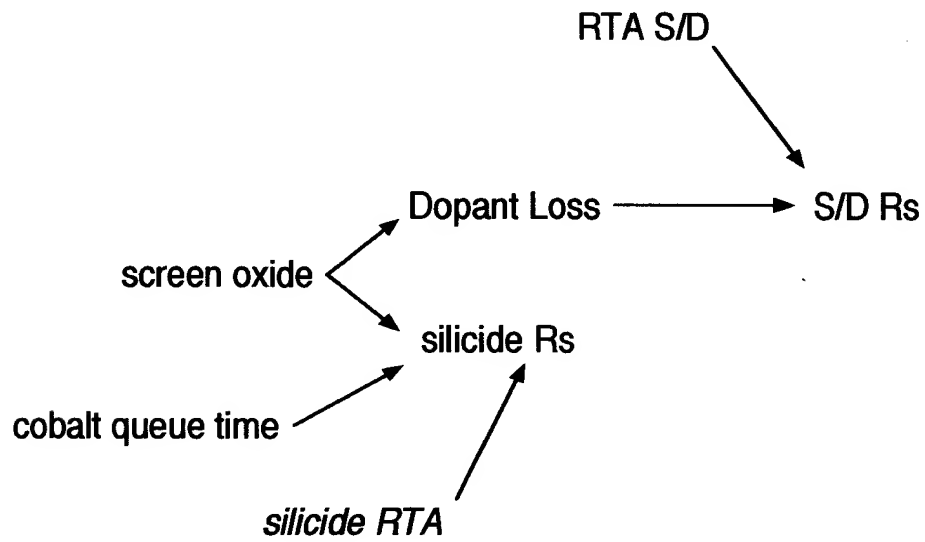 RTA S/D
Dopant Loss
S/D Rs
screen oxide
silicide Rs
cobalt queue time
silicide RTA